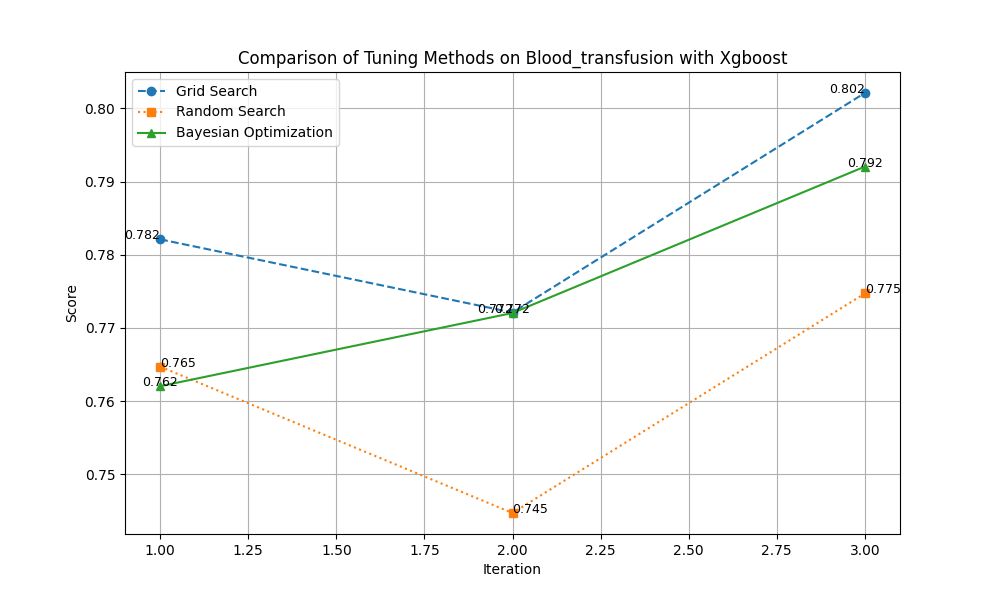 Comparison of Tuning Methods on Blood_transfusion with Xgboost
Grid Search
Random Search
Bayesian Optimization
0.802
0.792
0.782
0.775
0.772
0.765
0.762
0.745
0.80
0.79
0.78
0.77
0.76
0.75
Score
1.00 1.25 1.50 1.75 2.00 2.25 2.50 2.75 3.00
Iteration